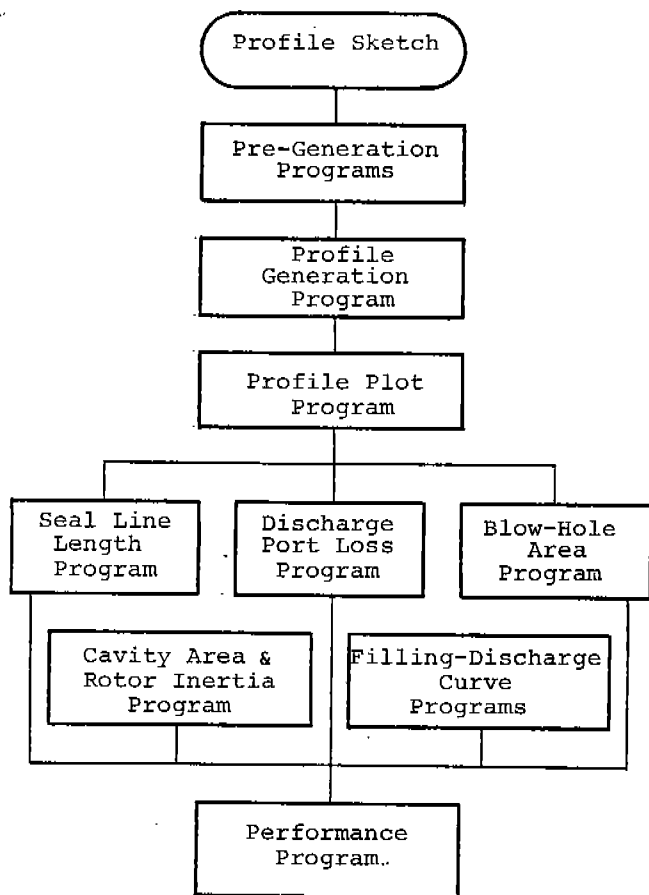 Profile Sketch
Pre-Generation
Programs
Profile
Generation
Program
Profile Plot
Program
Seal Line
Length
Program
Discharge
Port Loss
Program
Blow-Hole
Area
Program
Cavity Area &
Rotor Inertia
Program
Filling-Discharge
Curve
Programs
Performance
Program..